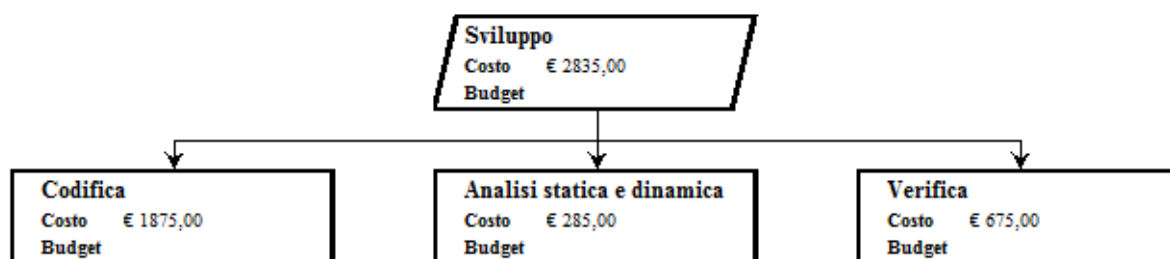 Sviluppo
Costo € 2835,00
Budget
Codifica
Costo € 1875,00
Budget
Analisi statica e dinamica
Costo € 285,00
Budget
Verifica
Costo € 675,00
Budget